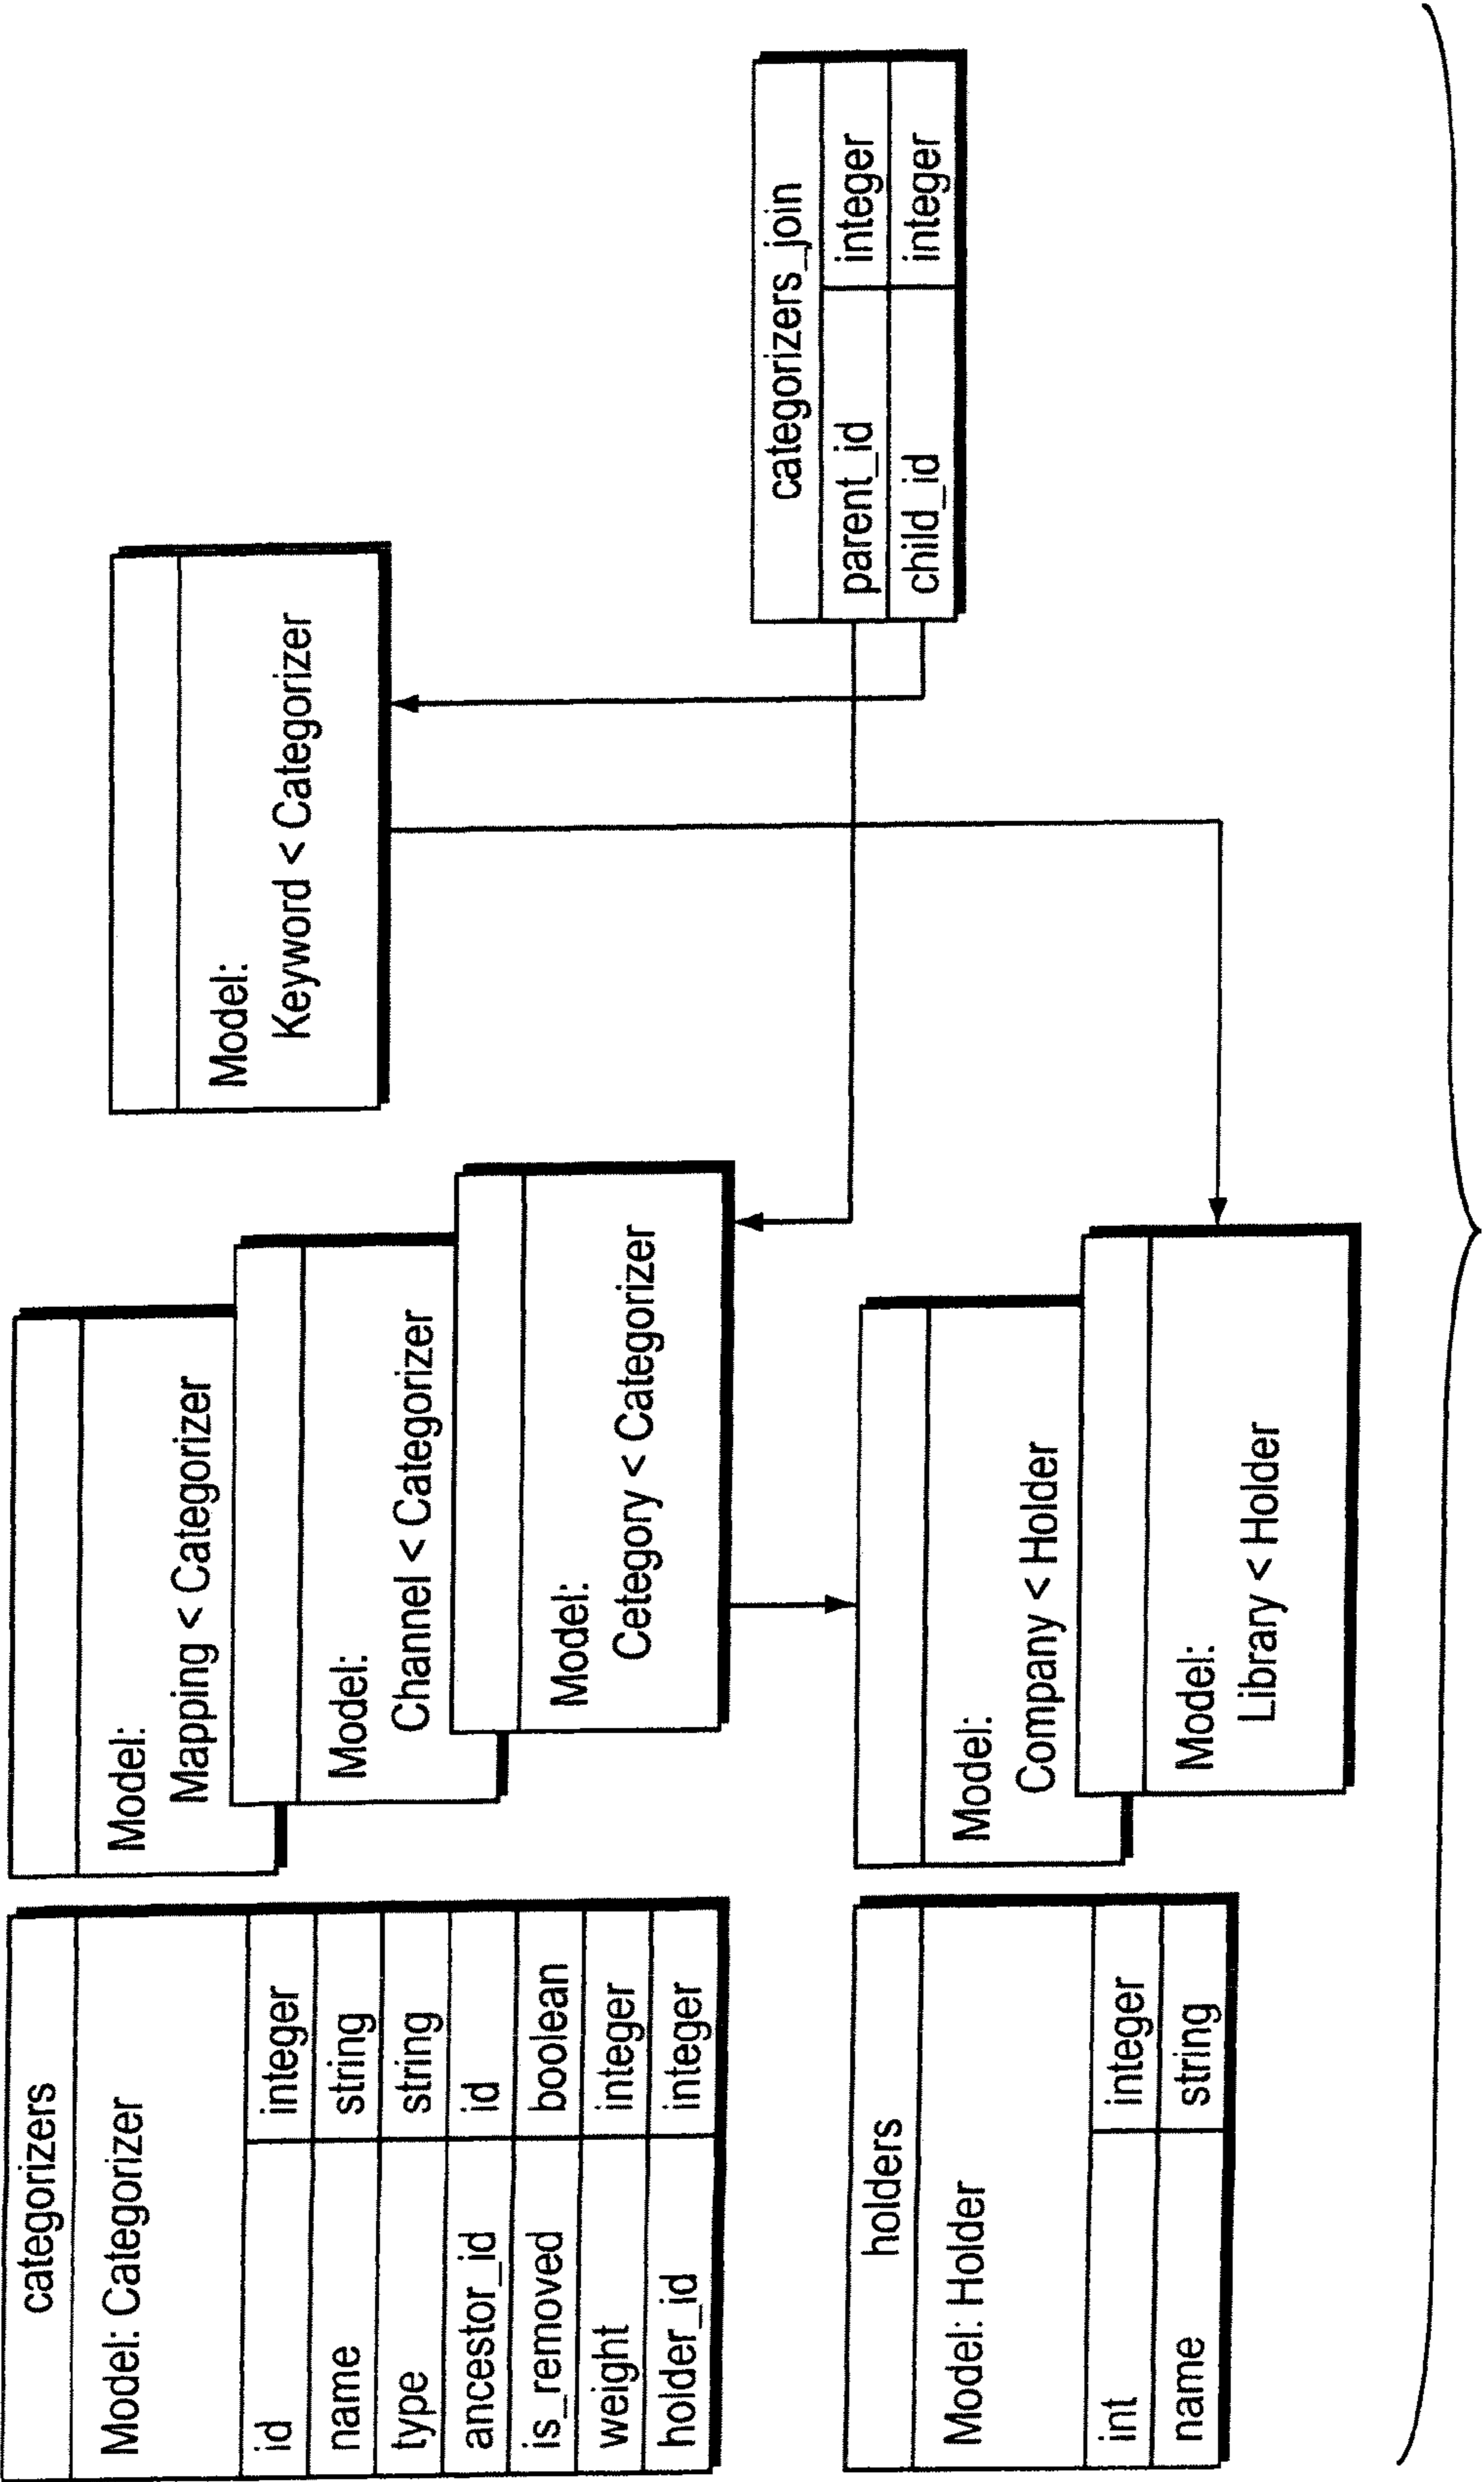 categorizers
Model: Categorizer
id integer
name string
type string
ancestor_id id
is_removed boolean
weight integer
holder_id integer
Model:
Mapping < Categorizer
Model:
Channel < Categorizer
Model:
Cetegory < Categorizer
Model:
Keyword < Categorizer
holders
Model: Holder
int integer
name string
Model:
Company < Holder
Model:
Library < Holder
categorizers_join
parent_id integer
child_id integer